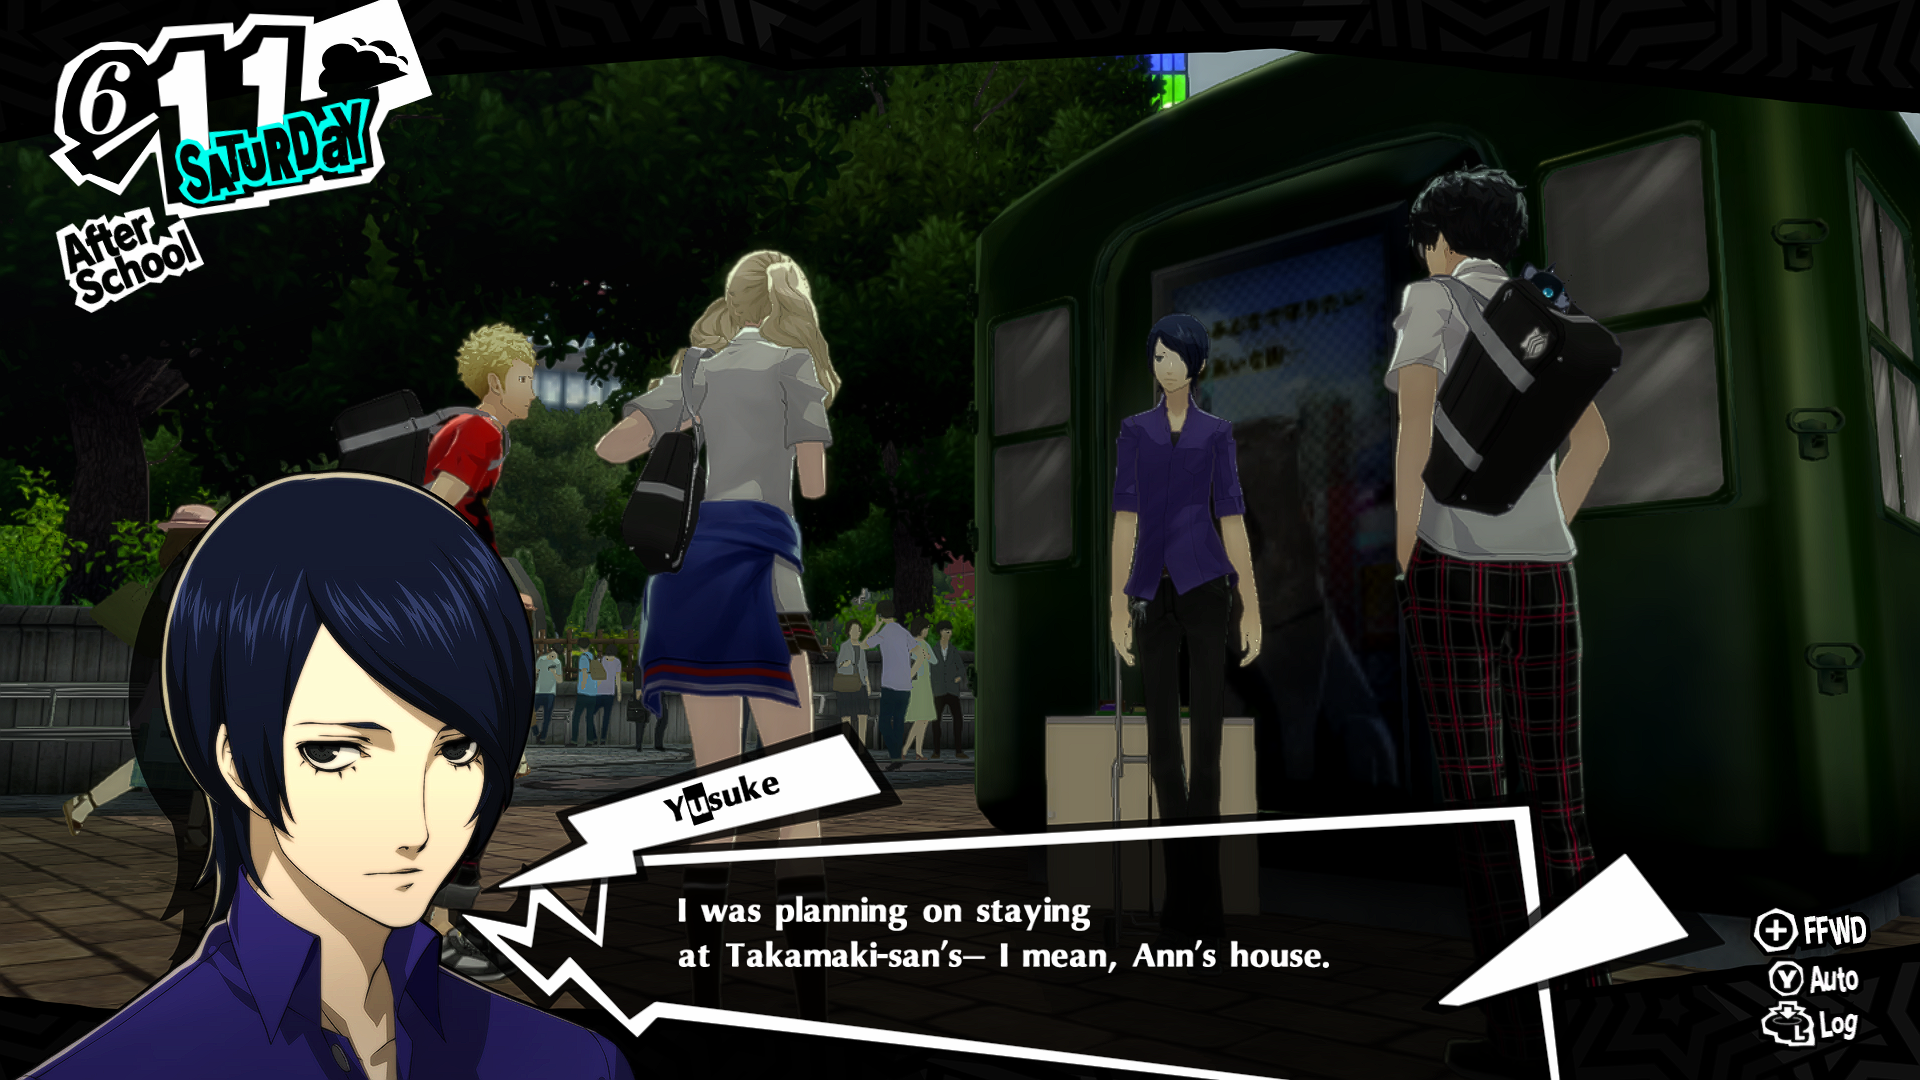 6 11
SATURDaY
After School
Yusuke
I was planning on staying
at Takamaki-san's– I mean, Ann's house.
FFWD
Y Auto
L Log